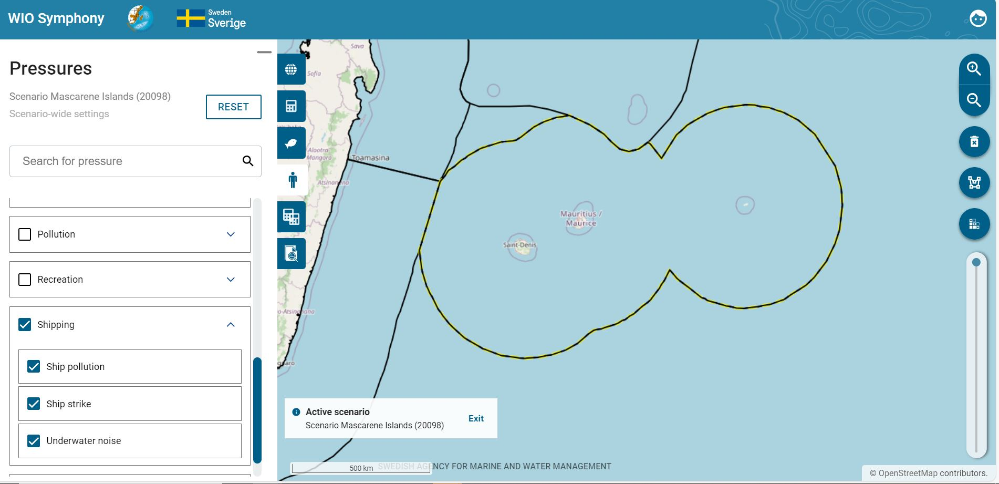 WIO Symphony
Sweden
Sverige
Pressures
Scenario Mascarene Islands (20098)
Scenario-wide settings
RESET
Search for pressure
Pollution
Recreation
Shipping
Ship pollution
Ship strike
Underwater noise
Sava
Sofia
Alaotra
Mangoro
Toamasina
Atsinanana
Mauritius /
Maurice
Saint-Denis
Active scenario
Scenario Mascarene Islands (20098)
Exit
500 km
SWEDISH AGENCY FOR MARINE AND WATER MANAGEMENT
© OpenStreetMap contributors.